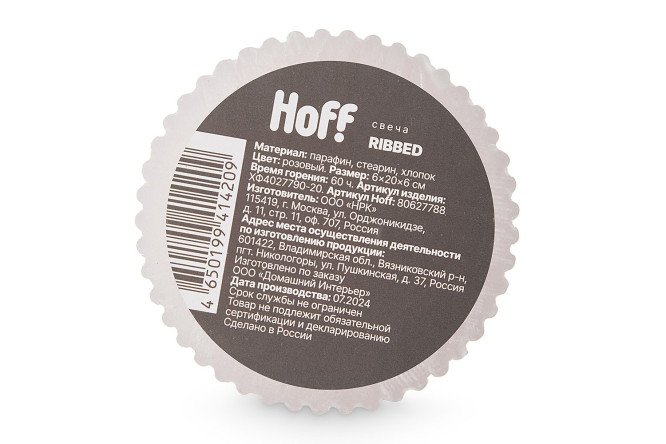 Hoff
свеча
RIBBED
Материал: парафин, стеарин, хлопок
Цвет: розовый. Размер: 6×20×6 см
Время горения: 60 ч. Артикул изделия:
ХФ4027790-20. Артикул Hoff: 80627788
Изготовитель: ООО «НРК»
115419, г. Москва, ул. Орджоникидзе,
д. 11, стр. 11, оф. 707, Россия
Адрес места осуществления деятельности
по изготовлению продукции:
601422, Владимирская обл., Вязниковский р-н,
пгт. Никологоры, ул. Пушкинская, д. 37, Россия
Изготовлено по заказу
ООО «Домашний Интерьер»
Дата производства: 07.2024
Срок службы не ограничен
Товар не подлежит обязательной
сертификации и декларированию
Сделано в России
4 650199 414209